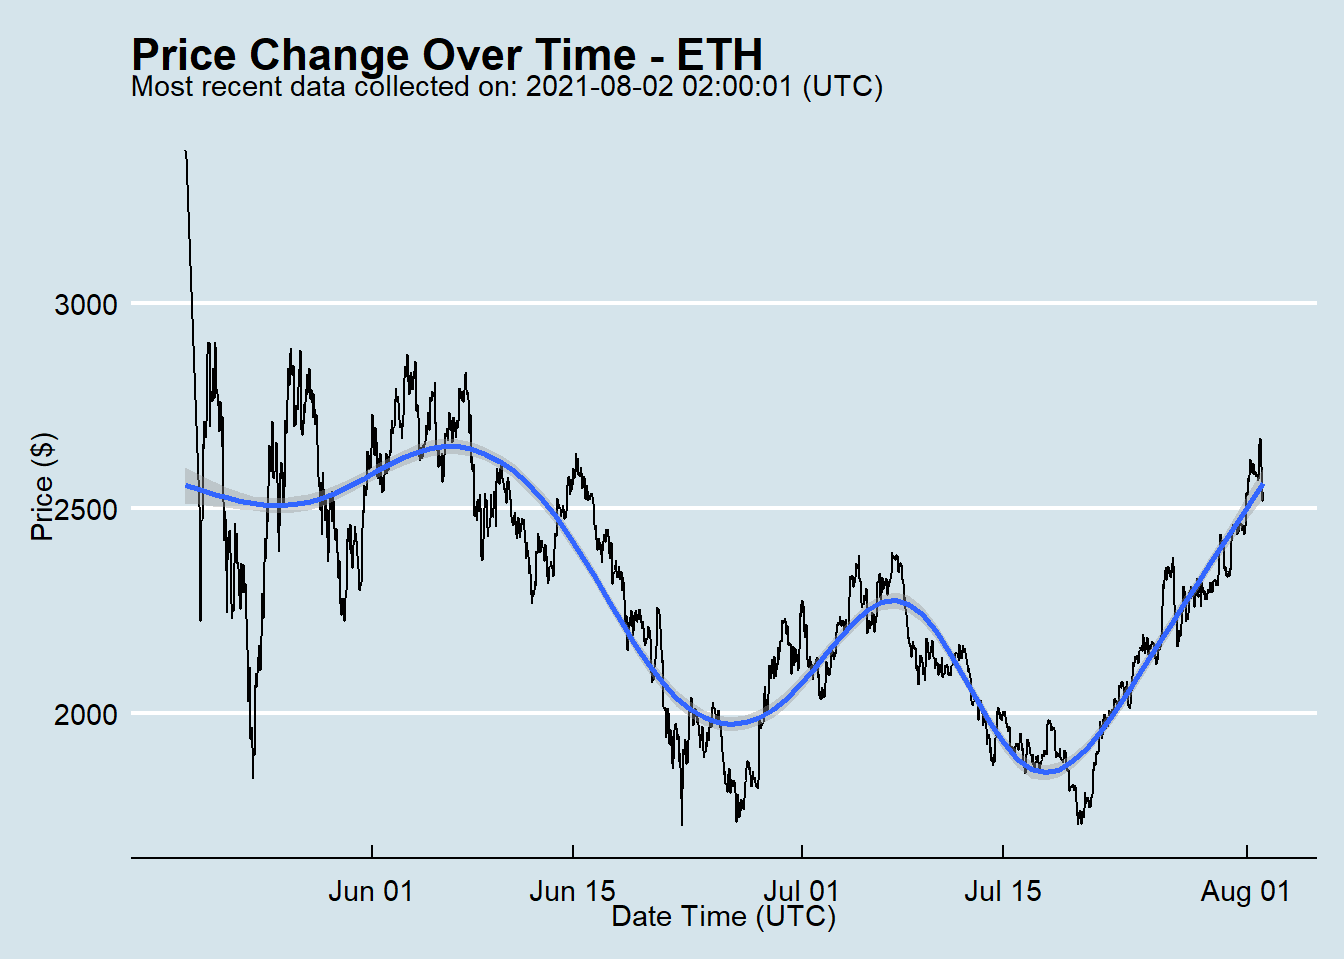 Price Change Over Time - ETH
Most recent data collected on: 2021-08-02 02:00:01 (UTC)
Price ($)
3000
2500
2000
Jun 01
Jun 15
Jul 01
Jul 15
Aug 01
Date Time (UTC)